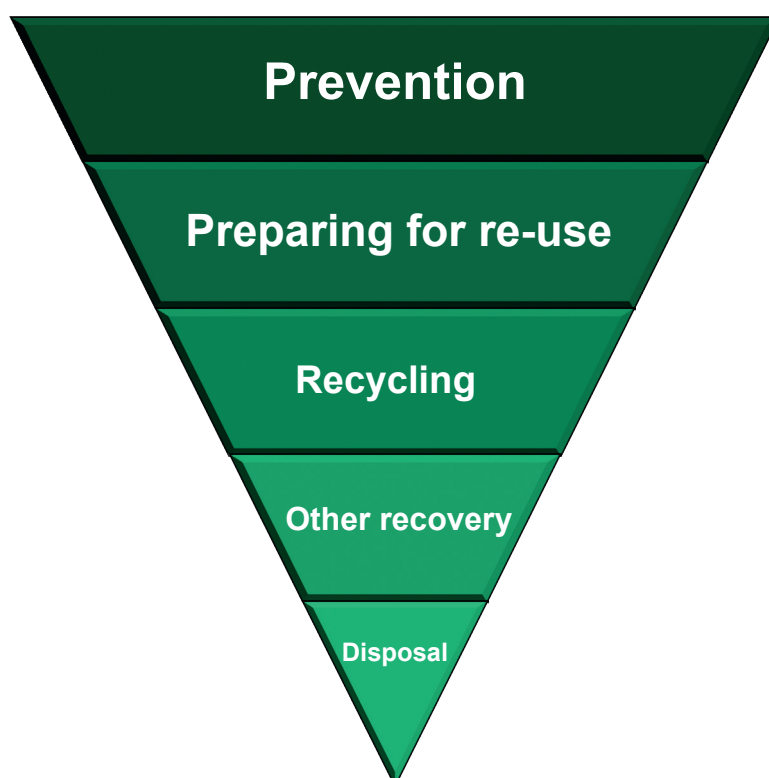 Prevention
Preparing for re-use
Recycling
Other recovery
Disposal